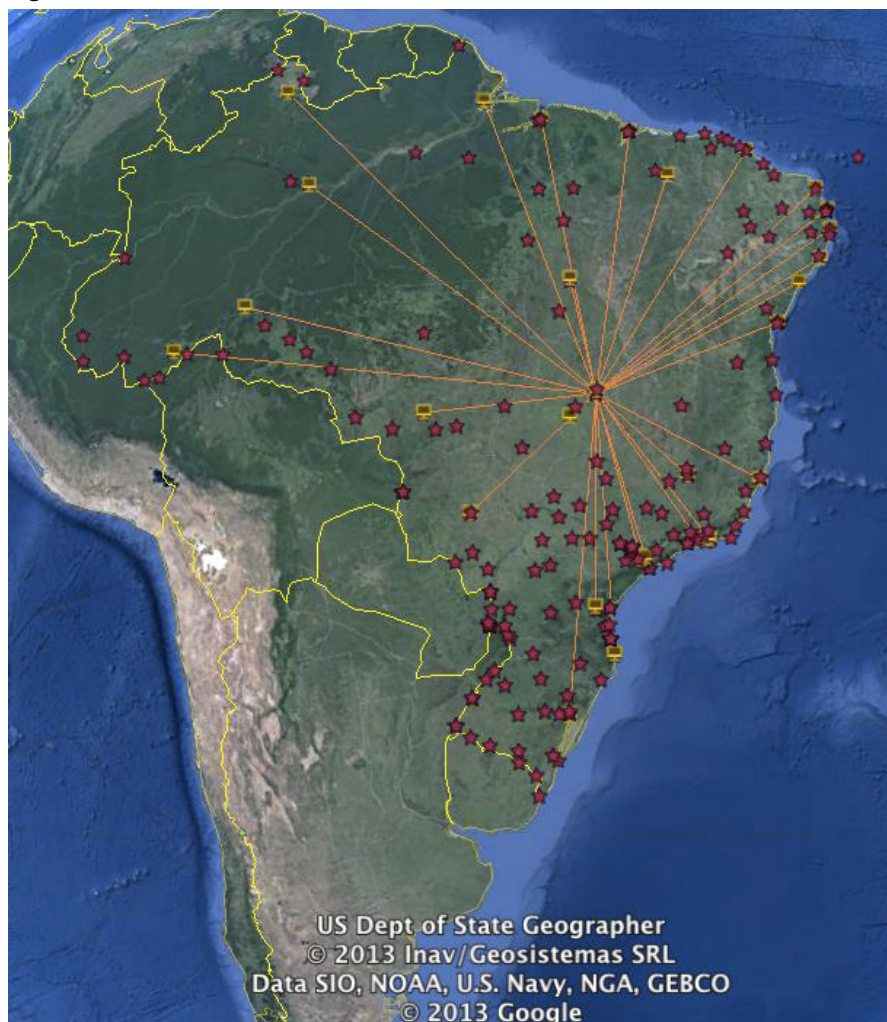 US Dept of State Geographer
© 2013 Inav/Geosistemas SRL
Data SIO, NOAA, U.S. Navy, NGA, GEBCO
© 2013 Google